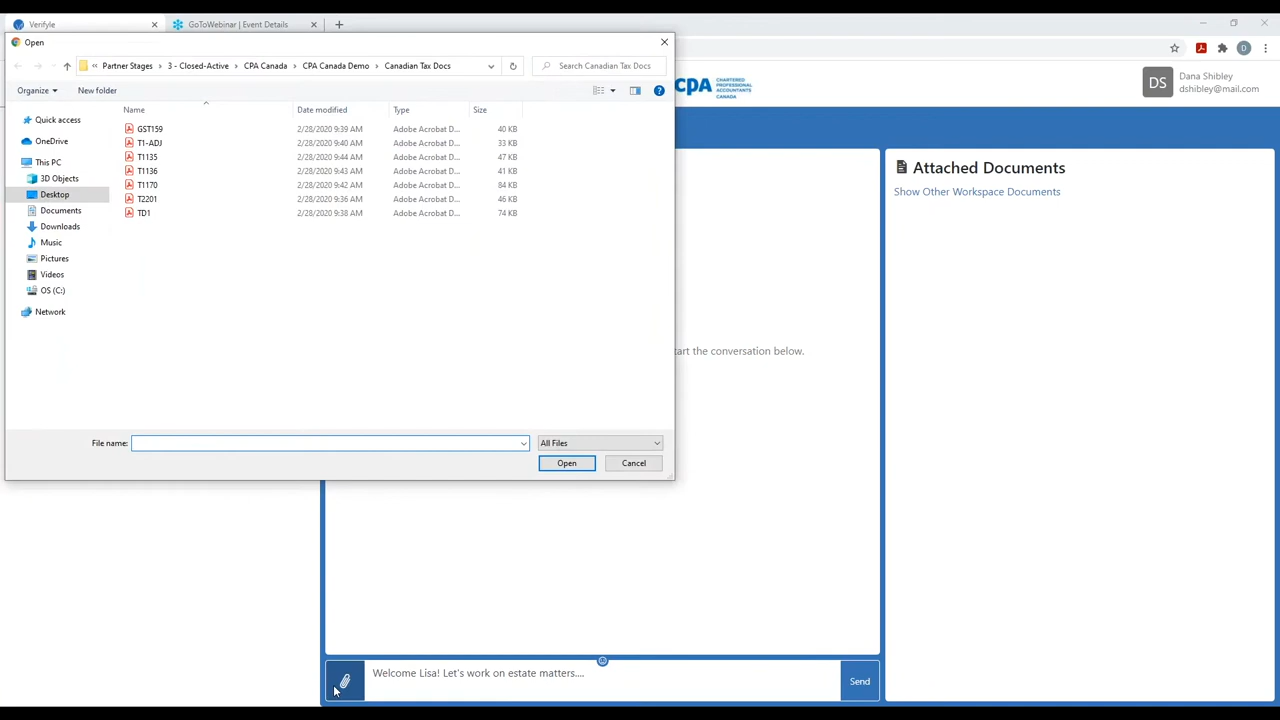 Verifyle
GoToWebinar | Event Details
Open
Partner Stages
3 - Closed-Active
CPA Canada
CPA Canada Demo
Canadian Tax Docs
Search Canadian Tax Docs
Organize
New folder
Name
Date modified
Type
Size
Quick access
OneDrive
This PC
3D Objects
Desktop
Documents
Downloads
Music
Pictures
Videos
OS (C:)
Network
GST159 2/28/2020 9:39 AM Adobe Acrobat D... 40 KB
T1-ADJ 2/28/2020 9:40 AM Adobe Acrobat D... 33 KB
T1135 2/28/2020 9:44 AM Adobe Acrobat D... 47 KB
T1136 2/28/2020 9:43 AM Adobe Acrobat D... 41 KB
T1170 2/28/2020 9:42 AM Adobe Acrobat D... 84 KB
T2201 2/28/2020 9:36 AM Adobe Acrobat D... 46 KB
TD1 2/28/2020 9:38 AM Adobe Acrobat D... 74 KB
File name:
All Files
Open
Cancel
CPA
CHARTERED
PROFESSIONAL
ACCOUNTANTS
CANADA
D
DS
Dana Shibley
dshibley@mail.com
tart the conversation below.
Welcome Lisa! Let's work on estate matters....
Send
Attached Documents
Show Other Workspace Documents